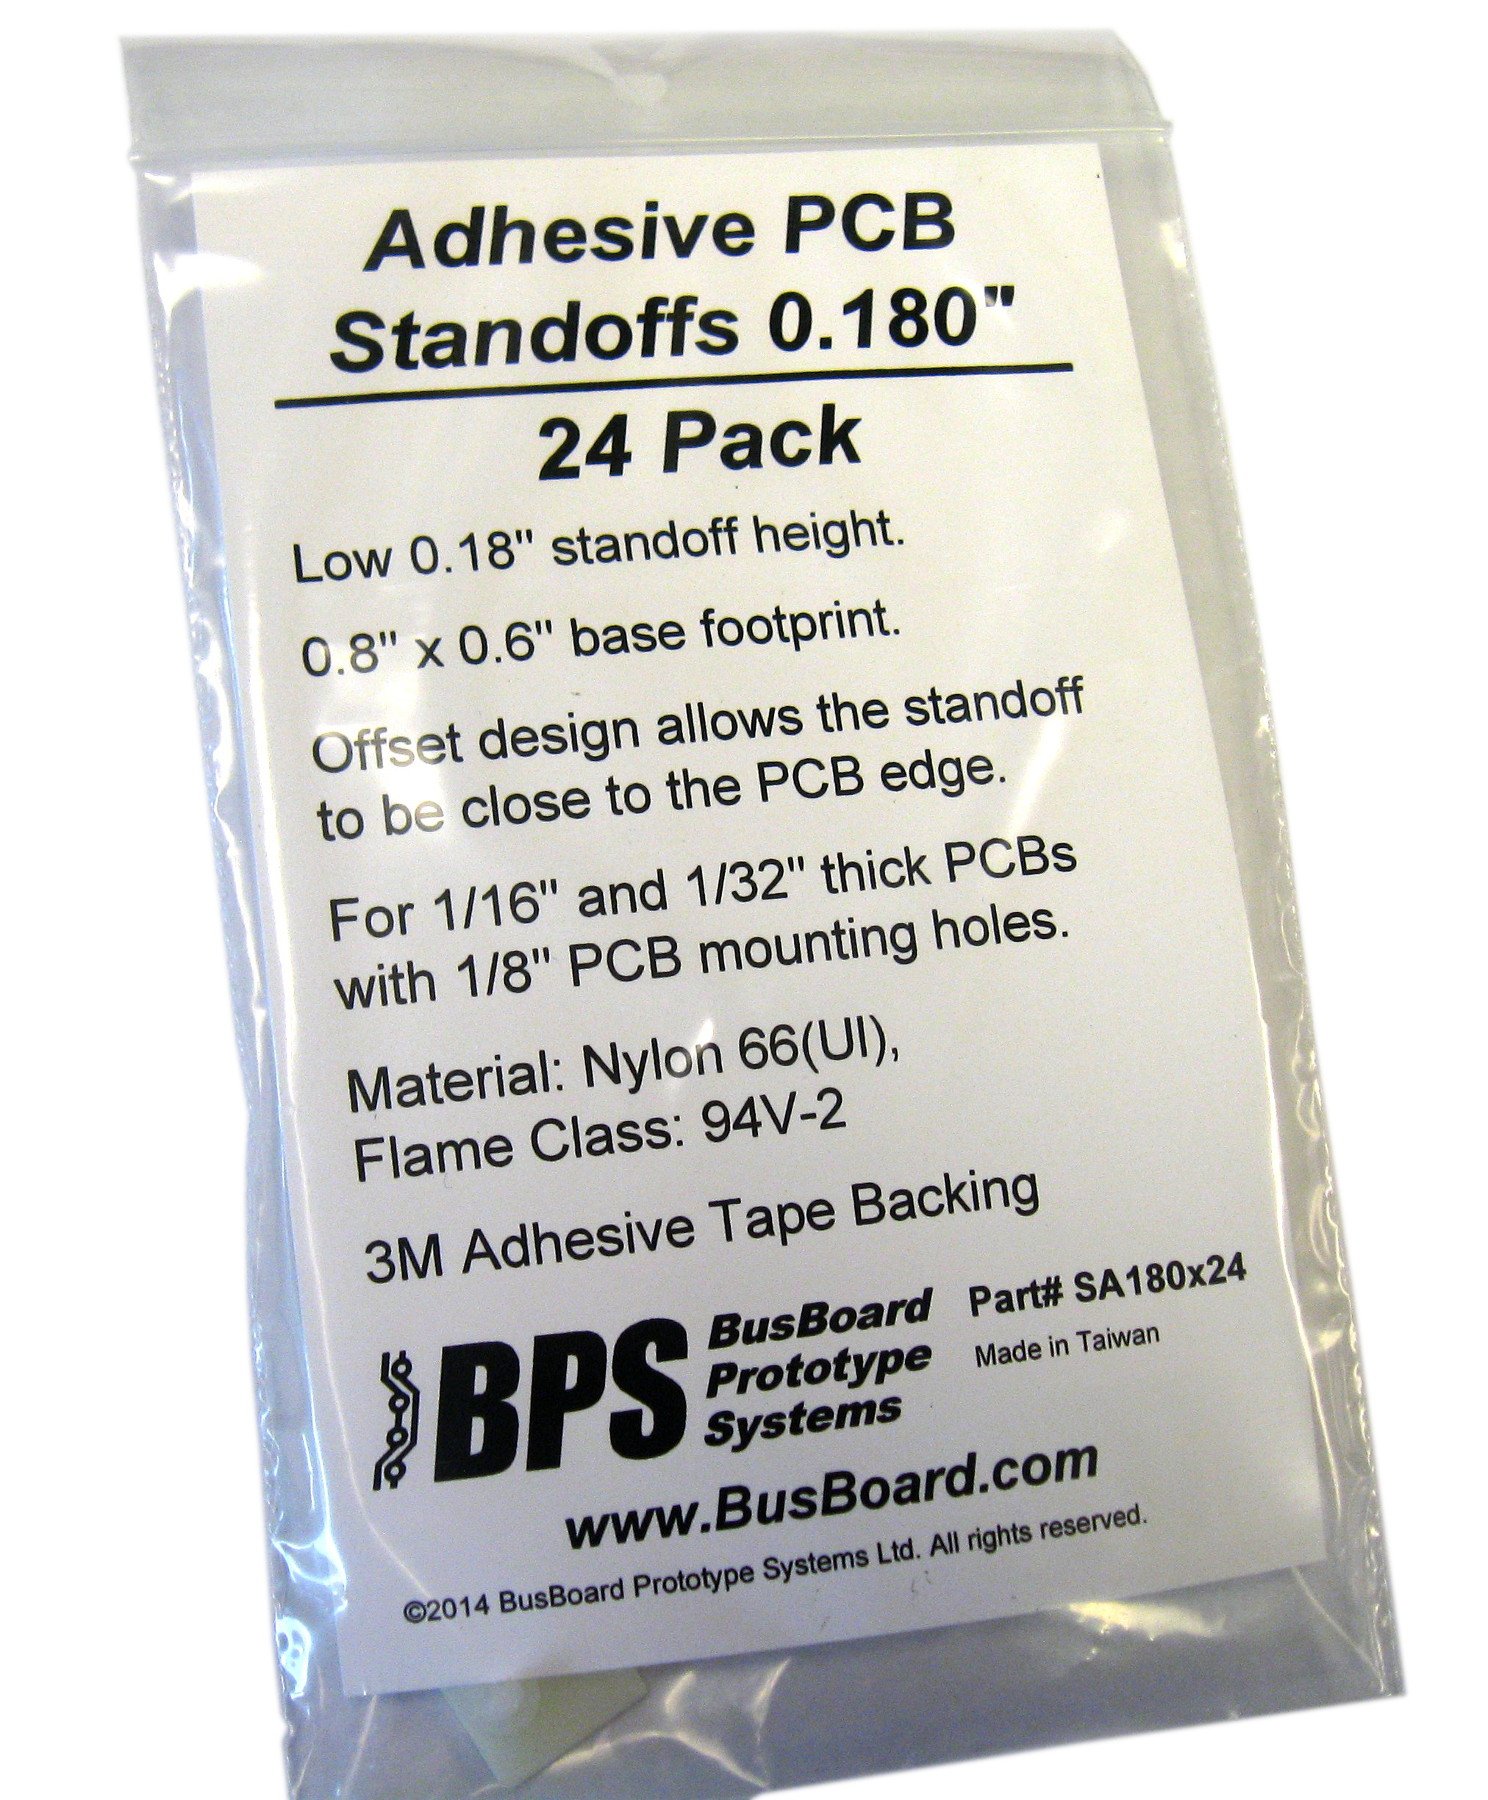 Adhesive PCB
Standoffs 0.180"
24 Pack
Low 0.18" standoff height.
0.8" x 0.6" base footprint.
Offset design allows the standoff
to be close to the PCB edge.
For 1/16" and 1/32" thick PCBs
with 1/8" PCB mounting holes.
Material: Nylon 66(Ul),
Flame Class: 94V-2
3M Adhesive Tape Backing
BPS
BusBoard
Prototype
Systems
Part# SA180x24
Made in Taiwan
www.BusBoard.com
©2014 BusBoard Prototype Systems Ltd. All rights reserved.